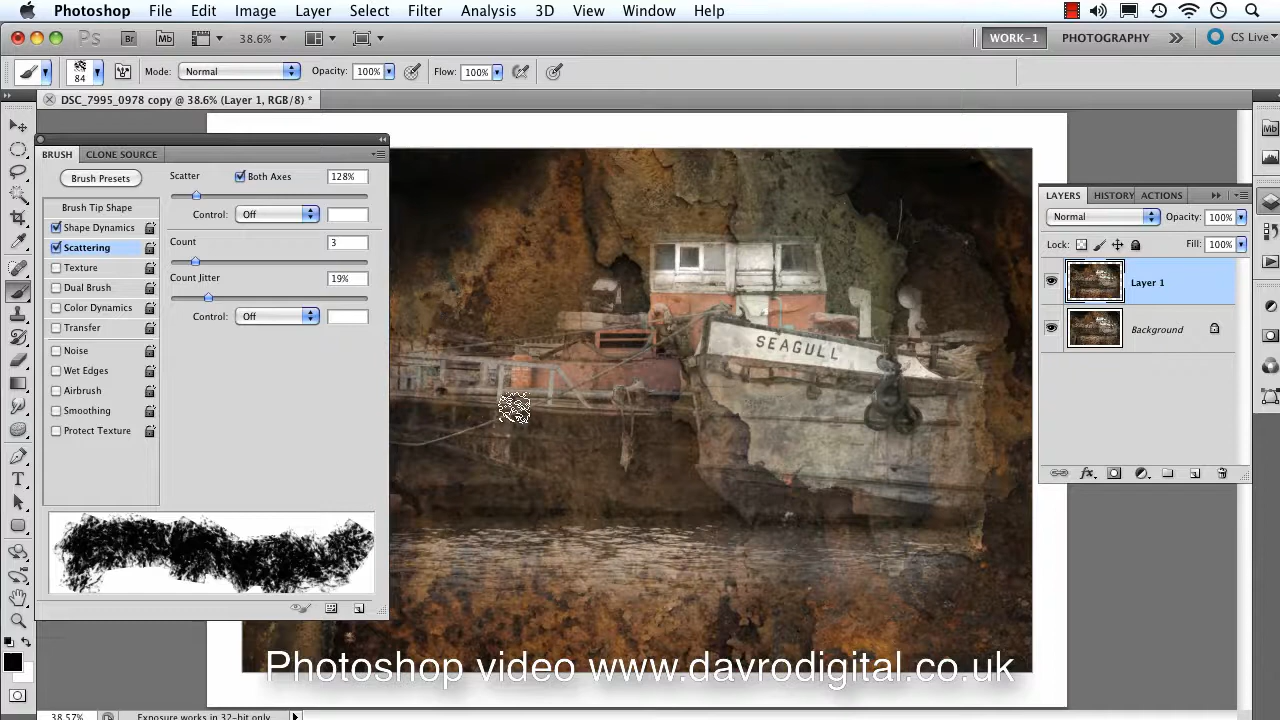 Photoshop File Edit Image Layer Select Filter Analysis 3D View Window Help
Ps Br Mb 38.6% WORK-1 PHOTOGRAPHY CS Live
84 Mode: Normal Opacity: 100% Flow: 100%
DSC_7995_0978 copy @ 38.6% (Layer 1, RGB/8) *
BRUSH CLONE SOURCE
Brush Presets
Brush Tip Shape
Shape Dynamics
Scattering
Texture
Dual Brush
Color Dynamics
Transfer
Noise
Wet Edges
Airbrush
Smoothing
Protect Texture
Scatter Both Axes 128%
Control: Off
Count 3
Count Jitter 19%
Control: Off
SEAGULL
Mb
LAYERS HISTORY ACTIONS
Normal Opacity: 100%
Lock: Fill: 100%
Layer 1
Background
fx
Photoshop video www.davrodigital.co.uk
38.57% Exposure works in 32-bit only